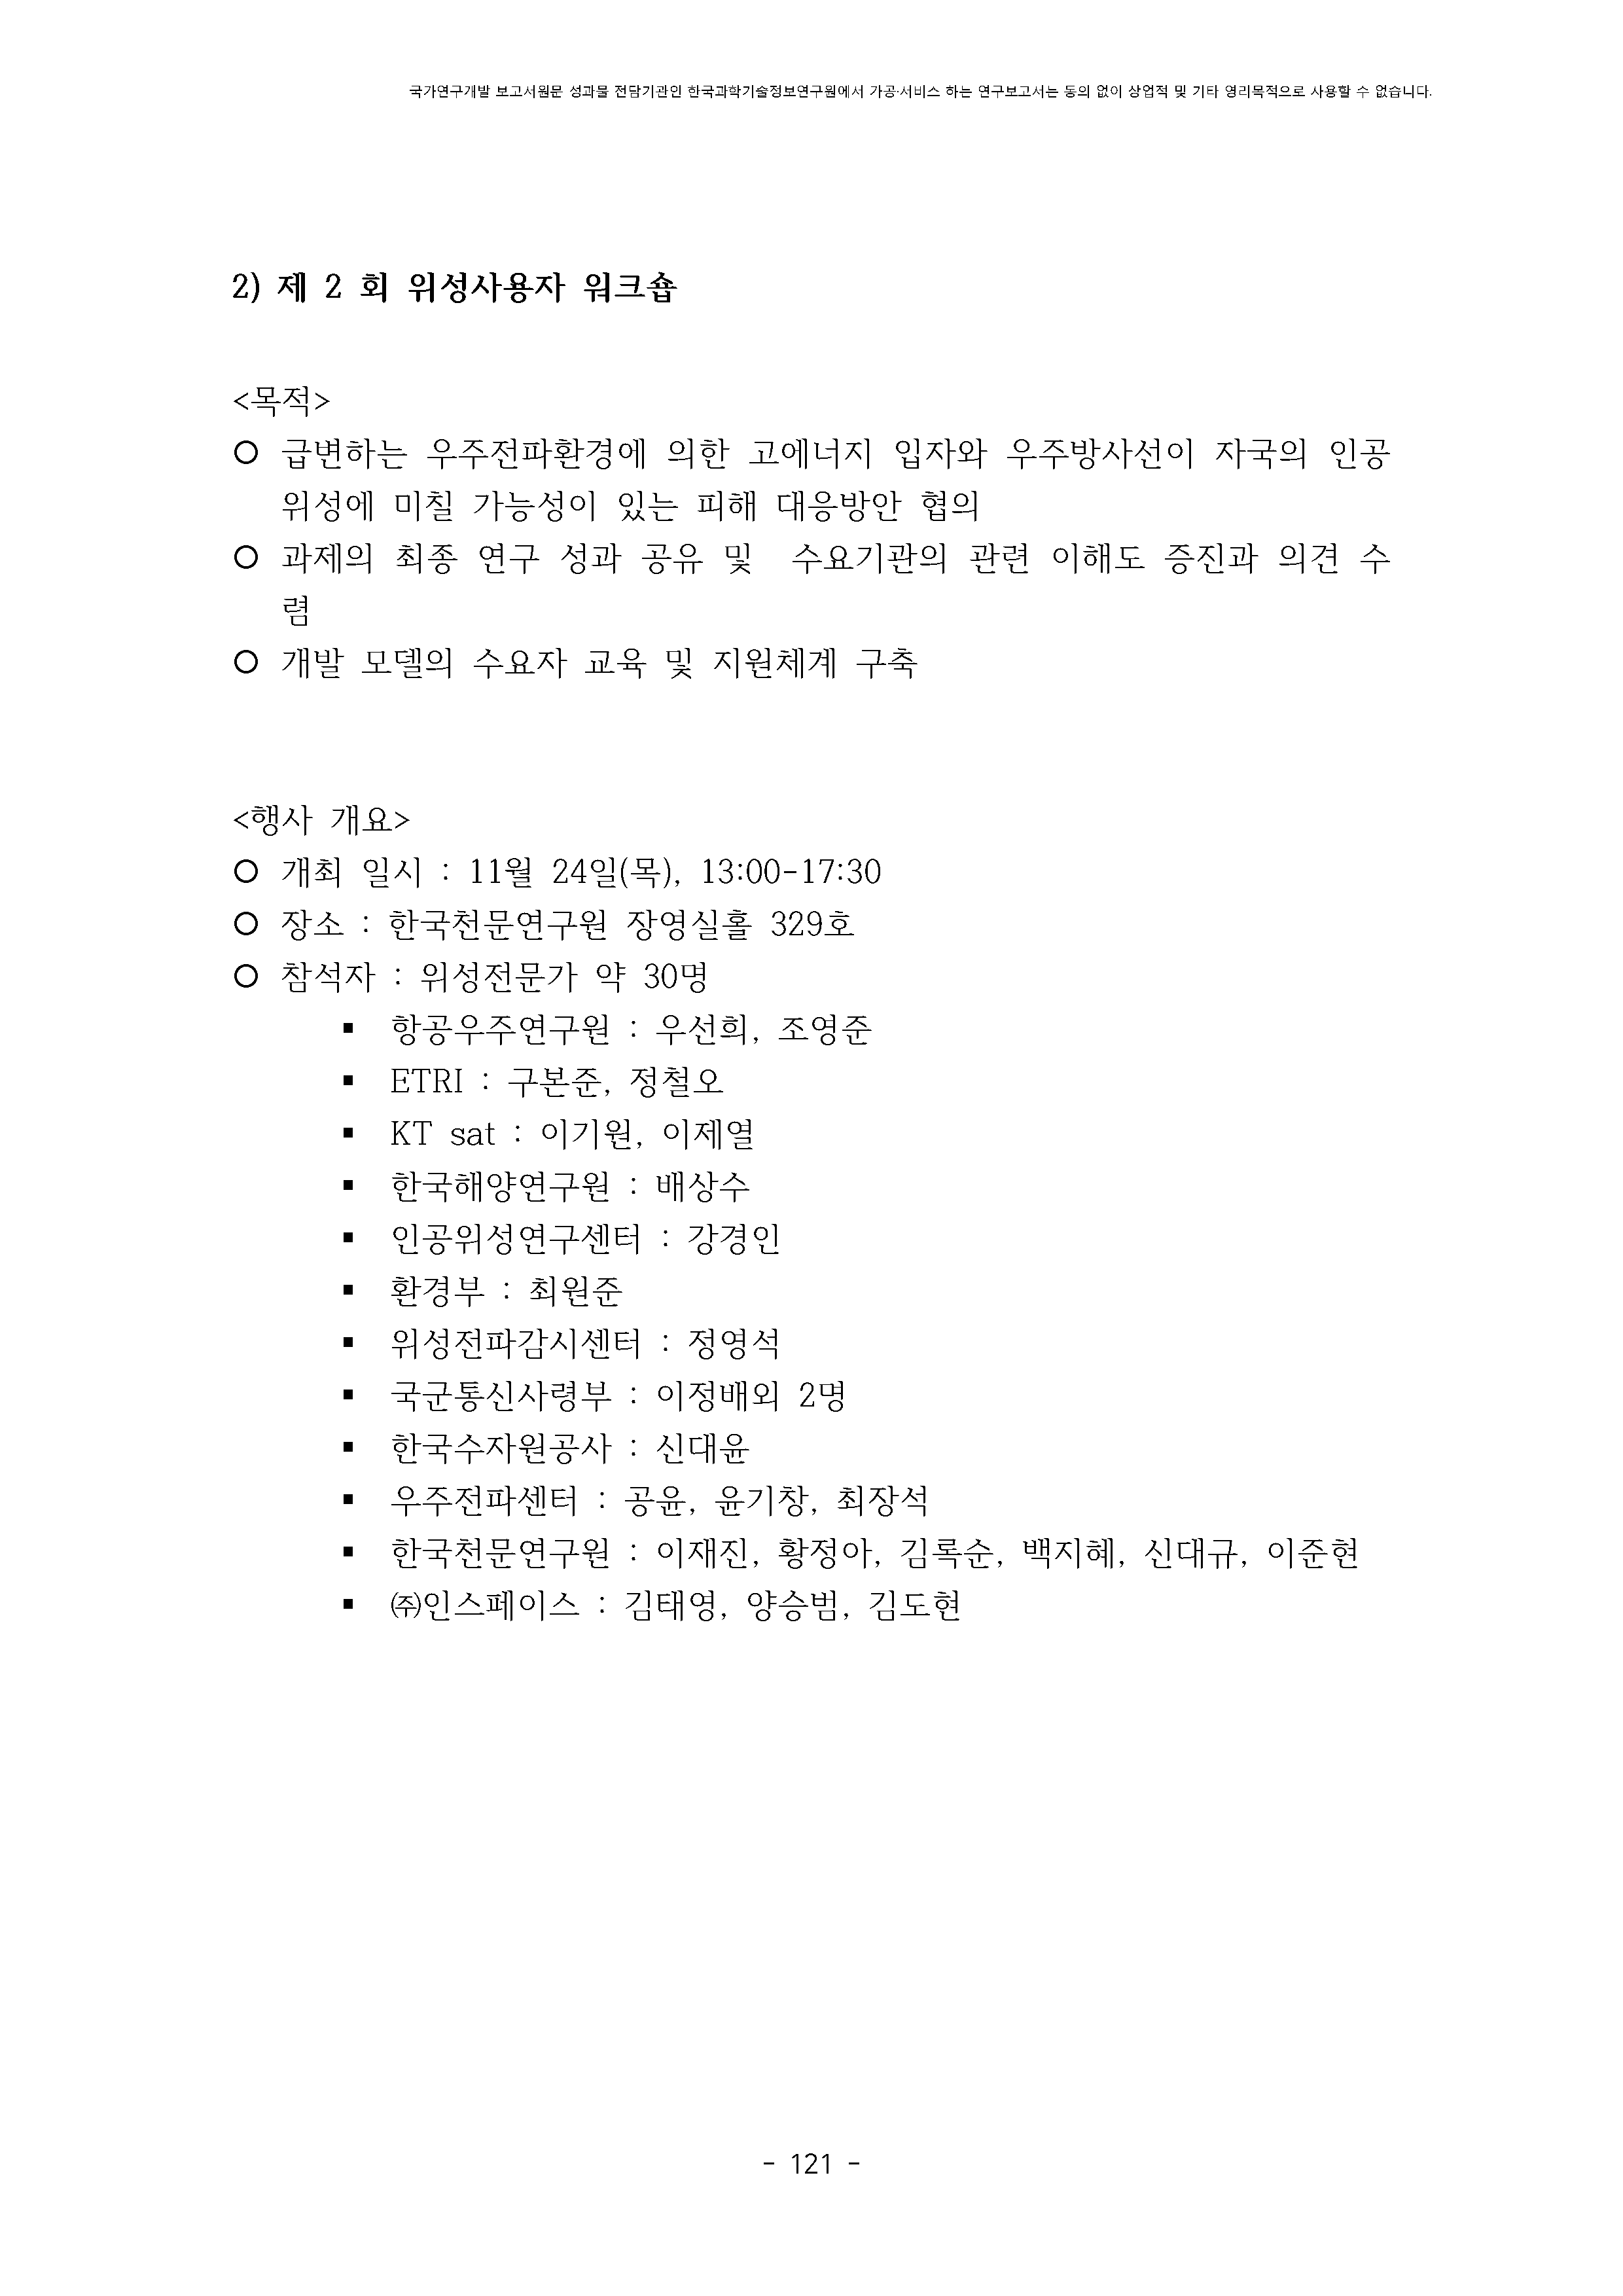 국가연구개발 보고서원문 성과물 전담기관인 한국과학기술정보연구원에서 가공·서비스 하는 연구보고서는 동의 없이 상업적 및 기타 영리목적으로 사용할 수 없습니다.
2) 제 2 회 위성사용자 워크숍
<목적>
○ 급변하는 우주전파환경에 의한 고에너지 입자와 우주방사선이 자국의 인공
위성에 미칠 가능성이 있는 피해 대응방안 협의
○ 과제의 최종 연구 성과 공유 및 수요기관의 관련 이해도 증진과 의견 수
렴
○ 개발 모델의 수요자 교육 및 지원체계 구축
<행사 개요>
○ 개최 일시 : 11월 24일(목), 13:00-17:30
○ 장소 : 한국천문연구원 장영실홀 329호
○ 참석자 : 위성전문가 약 30명
▪ 항공우주연구원 : 우선희, 조영준
▪ ETRI : 구본준, 정철오
▪ KT sat : 이기원, 이제열
▪ 한국해양연구원 : 배상수
▪ 인공위성연구센터 : 강경인
▪ 환경부 : 최원준
▪ 위성전파감시센터 : 정영석
▪ 국군통신사령부 : 이정배외 2명
▪ 한국수자원공사 : 신대윤
▪ 우주전파센터 : 공윤, 윤기창, 최장석
▪ 한국천문연구원 : 이재진, 황정아, 김록순, 백지혜, 신대규, 이준현
▪ ㈜인스페이스 : 김태영, 양승범, 김도현
- 121 -